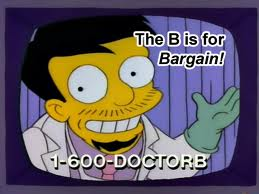 The B is for
Bargain!
1-600-DOCTORB